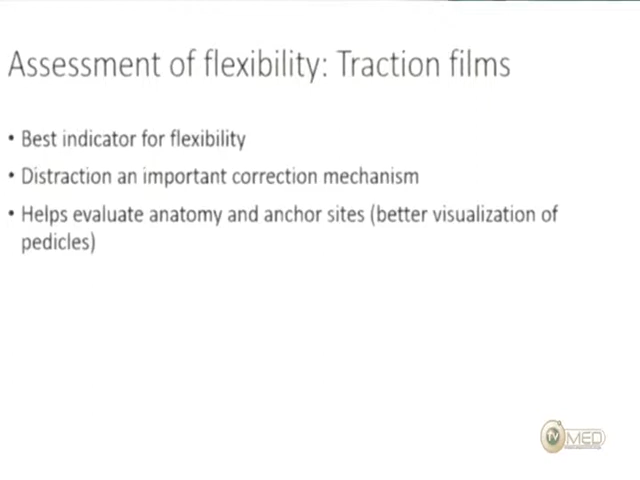 Assessment of flexibility: Traction films
• Best indicator for flexibility
• Distraction an important correction mechanism
• Helps evaluate anatomy and anchor sites (better visualization of
pedicles)
TV MED